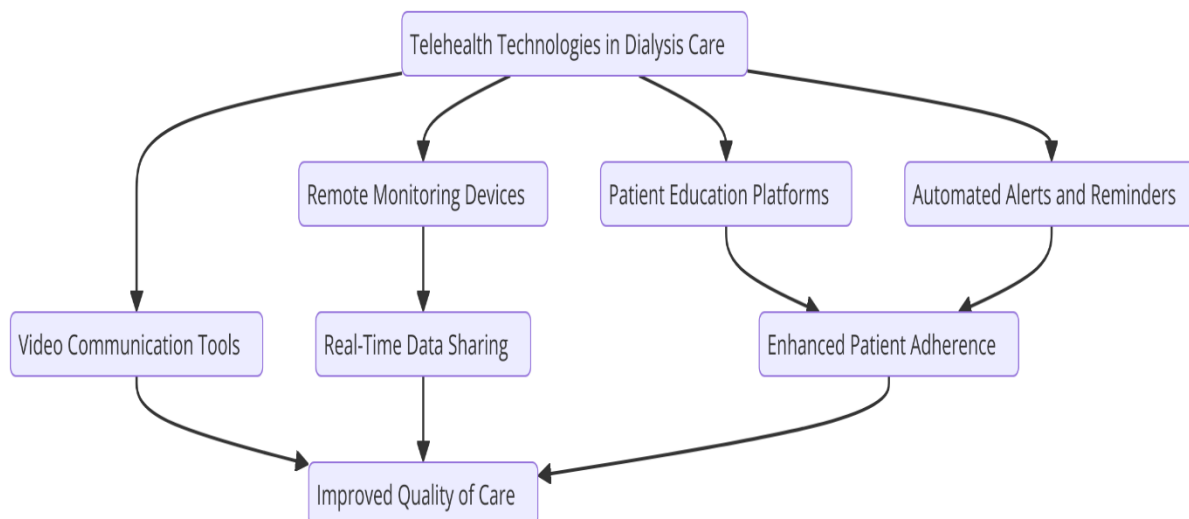 Telehealth Technologies in Dialysis Care
Remote Monitoring Devices
Patient Education Platforms
Automated Alerts and Reminders
Video Communication Tools
Real-Time Data Sharing
Enhanced Patient Adherence
Improved Quality of Care